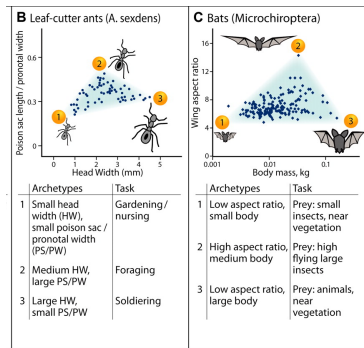 B Leaf-cutter ants (A. sexdens)
Poison sac length / pronotal width
0.6
0.3
0
0 1 2 3 4 5
Head Width (mm)
1
2
3
Archetypes Task
1 Small head Gardening/
width (HW), nursing
small poison sac /
pronotal width
(PS/PW)
2 Medium HW, Foraging
large PS/PW
3 Large HW, Soldiering
small PS/PW
C Bats (Microchiroptera)
Wing aspect ratio
16
12
8
4
0.001 0.01 0.1
Body mass, kg
1
2
3
Archetypes Task
1 Low aspect ratio, Prey: small
small body insects, near
vegetation
2 High aspect ratio, Prey: high
medium body flying large
insects
3 Low aspect ratio, Prey: animals,
large body near
vegetation